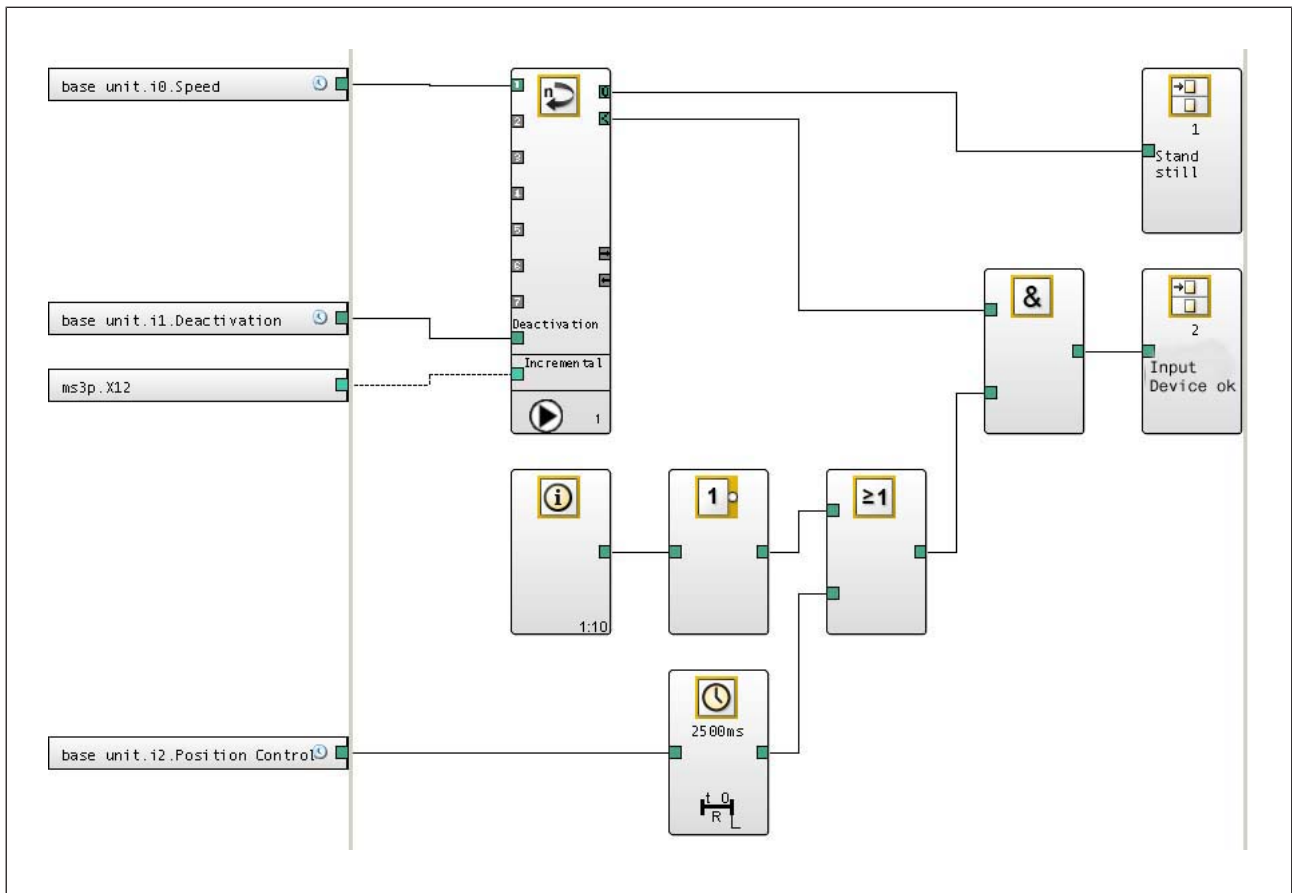 base unit.i0.Speed
n
1
2
3
4
5
6
7
0
<
1
Stand
still
base unit.i1.Deactivation
Deactivation
ms3p.X12
Incremental
1
&
2
Input
Device ok
i
1
≥1
1:10
2500ms
t 0
R
base unit.i2.Position Control